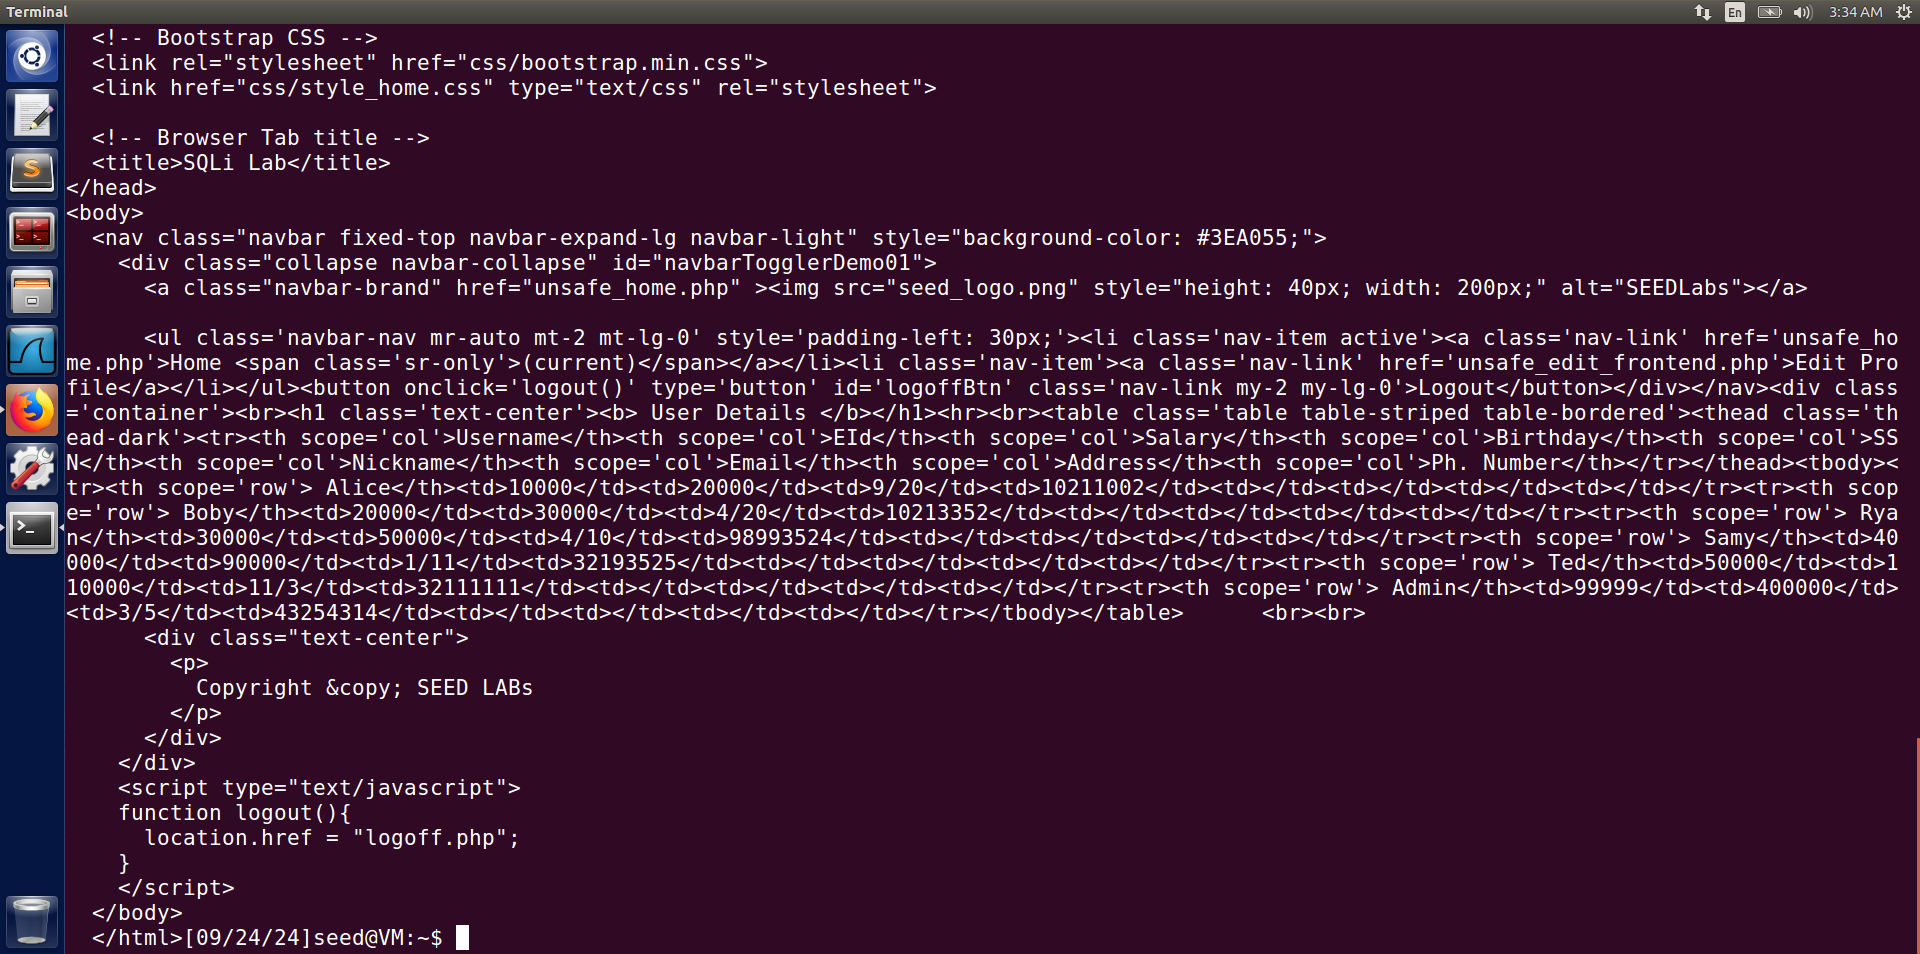 Terminal
En
3:34 AM
<!-- Bootstrap CSS -->
<link rel="stylesheet" href="css/bootstrap.min.css">
<link href="css/style_home.css" type="text/css" rel="stylesheet">
<!-- Browser Tab title -->
<title>SQLi Lab</title>
</head>
<body>
<nav class="navbar fixed-top navbar-expand-lg navbar-light" style="background-color: #3EA055;">
<div class="collapse navbar-collapse" id="navbarTogglerDemo01">
<a class="navbar-brand" href="unsafe_home.php" ><img src="seed_logo.png" style="height: 40px; width: 200px;" alt="SEEDLabs"></a>
<ul class='navbar-nav mr-auto mt-2 mt-lg-0' style='padding-left: 30px;'><li class='nav-item active'><a class='nav-link' href='unsafe_ho
me.php'>Home <span class='sr-only'>(current)</span></a></li><li class='nav-item'><a class='nav-link' href='unsafe_edit_frontend.php'>Edit Pro
file</a></li></ul><button onclick='logout()' type='button' id='logoffBtn' class='nav-link my-2 my-lg-0'>Logout</button></div></nav><div class
='container'><br><h1 class='text-center'><b> User Details </b></h1><hr><br><table class='table table-striped table-bordered'><thead class='th
ead-dark'><tr><th scope='col'>Username</th><th scope='col'>EId</th><th scope='col'>Salary</th><th scope='col'>Birthday</th><th scope='col'>SS
N</th><th scope='col'>Nickname</th><th scope='col'>Email</th><th scope='col'>Address</th><th scope='col'>Ph. Number</th></tr></thead><tbody><
tr><th scope='row'> Alice</th><td>10000</td><td>20000</td><td>9/20</td><td>10211002</td><td></td><td></td><td></td><td></td></tr><tr><th scop
e='row'> Boby</th><td>20000</td><td>30000</td><td>4/20</td><td>10213352</td><td></td><td></td><td></td><td></td></tr><tr><th scope='row'> Rya
n</th><td>30000</td><td>50000</td><td>4/10</td><td>98993524</td><td></td><td></td><td></td><td></td></tr><tr><th scope='row'> Samy</th><td>40
000</td><td>90000</td><td>1/11</td><td>32193525</td><td></td><td></td><td></td><td></td></tr><tr><th scope='row'> Ted</th><td>50000</td><td>1
10000</td><td>11/3</td><td>32111111</td><td></td><td></td><td></td><td></td></tr><tr><th scope='row'> Admin</th><td>99999</td><td>400000</td>
<td>3/5</td><td>43254314</td><td></td><td></td><td></td><td></td></tr></tbody></table>      <br><br>
<div class="text-center">
<p>
Copyright &copy; SEED LABs
</p>
</div>
</div>
<script type="text/javascript">
function logout(){
location.href = "logoff.php";
}
</script>
</body>
</html>[09/24/24]seed@VM:~$